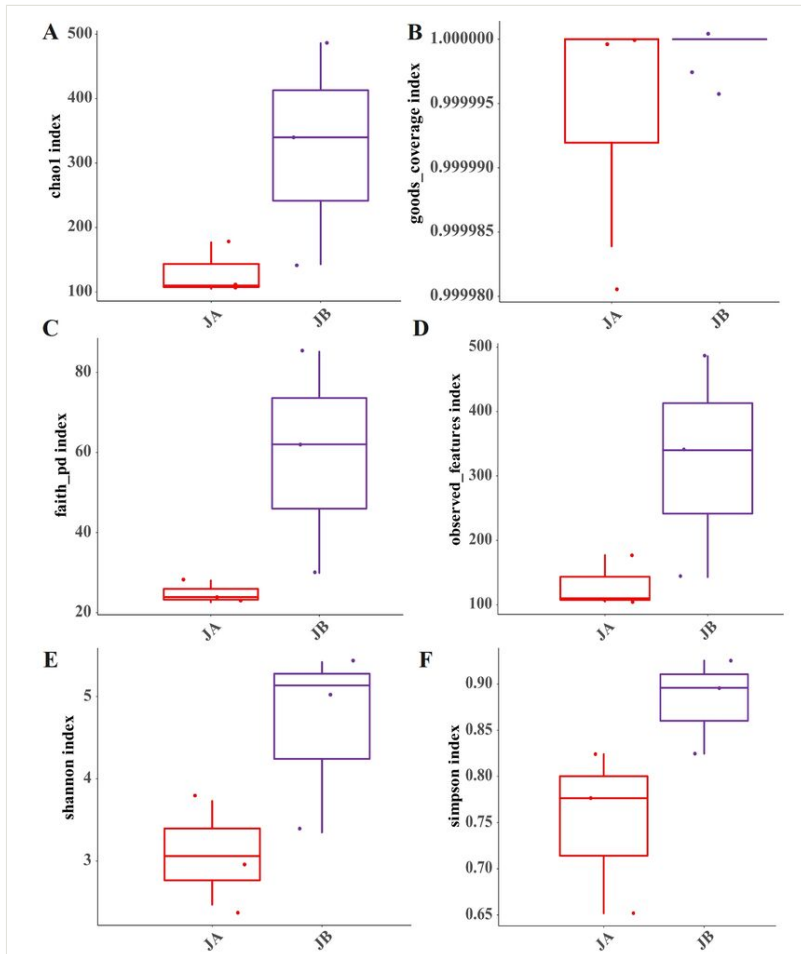 A
chao1 index
500
400
300
200
100
JA
JB
B
goods_coverage index
1.000000
0.999995
0.999990
0.999985
0.999980
JA
JB
C
faith_pd index
80
60
40
20
JA
JB
D
observed_features index
500
400
300
200
100
JA
JB
E
shannon index
5
4
3
JA
JB
F
simpson index
0.90
0.85
0.80
0.75
0.70
0.65
JA
JB